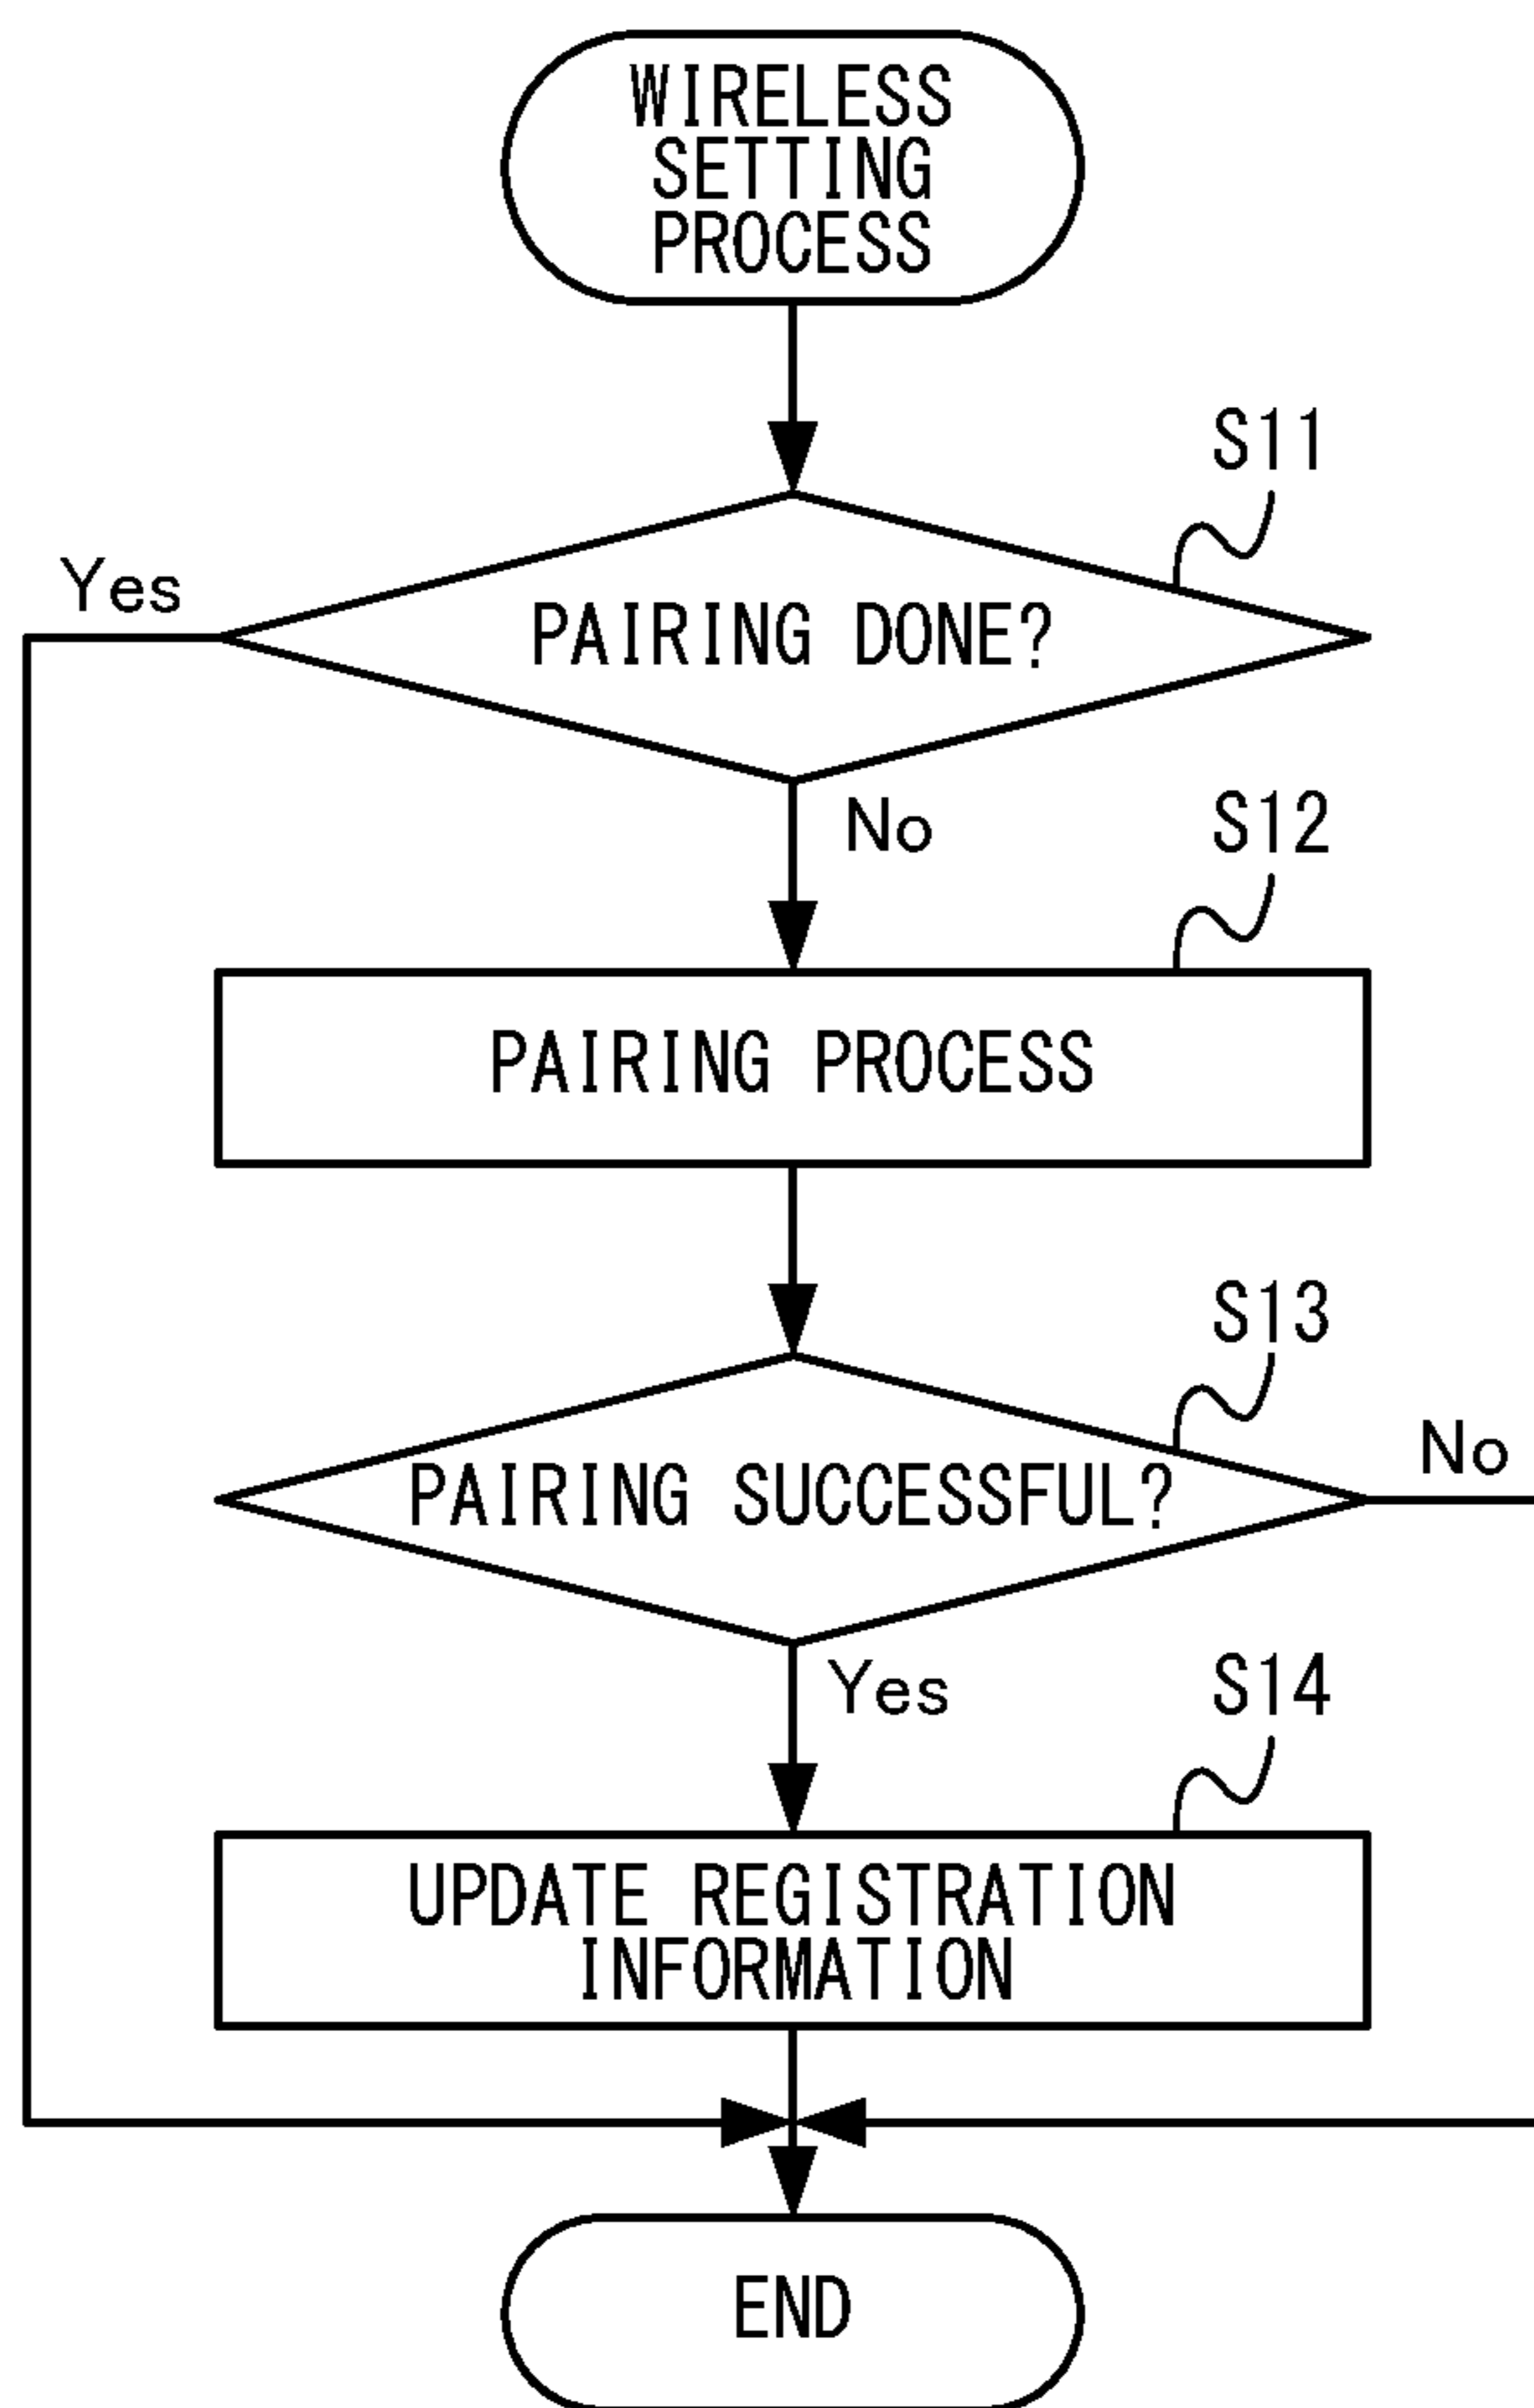 WIRELESS
SETTING
PROCESS
S11
Yes
PAIRING DONE?
No
S12
PAIRING PROCESS
S13
No
PAIRING SUCCESSFUL?
Yes
S14
UPDATE REGISTRATION
INFORMATION
END